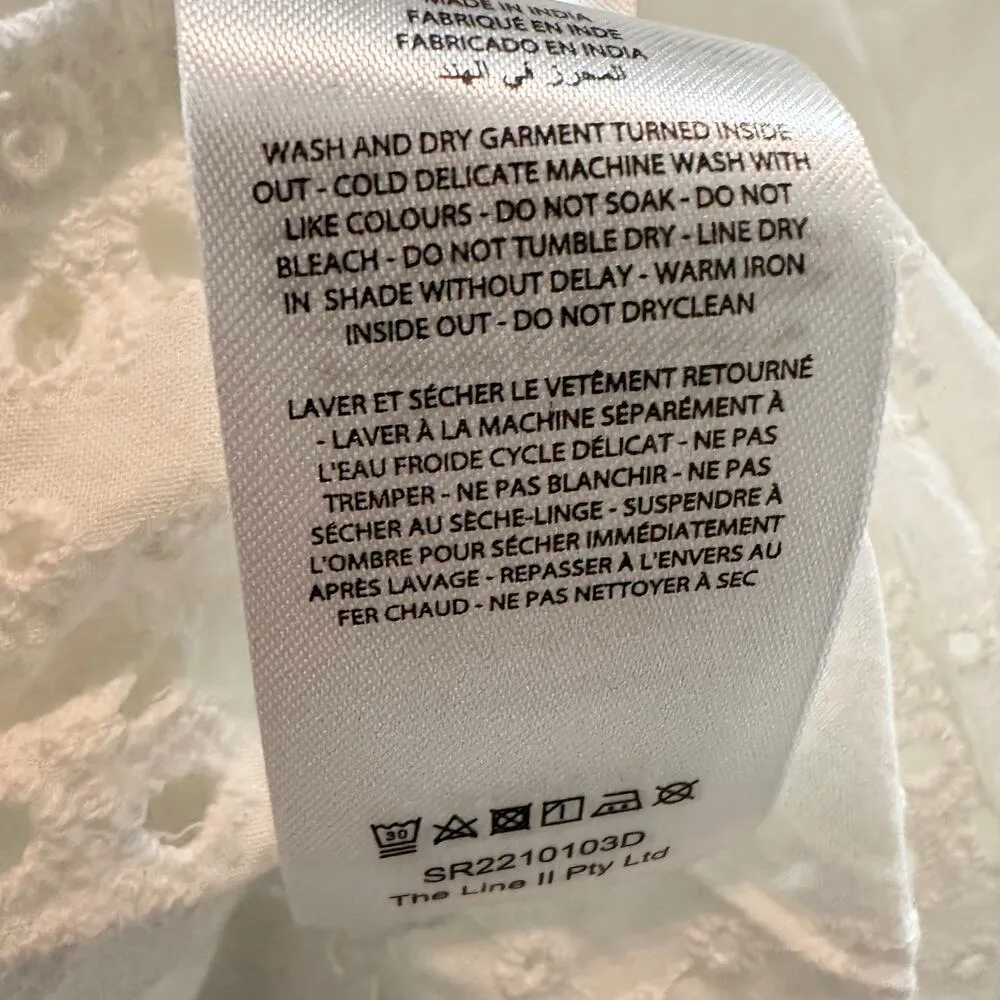 MADE IN INDIA
FABRIQUÉ EN INDE
FABRICADO EN INDIA
في الهند
WASH AND DRY GARMENT TURNED INSIDE
OUT - COLD DELICATE MACHINE WASH WITH
LIKE COLOURS - DO NOT SOAK - DO NOT
BLEACH - DO NOT TUMBLE DRY - LINE DRY
IN SHADE WITHOUT DELAY - WARM IRON
INSIDE OUT - DO NOT DRYCLEAN
LAVER ET SÉCHER LE VETÊMENT RETOURNÉ
- LAVER À LA MACHINE SÉPARÉMENT À
L'EAU FROIDE CYCLE DÉLICAT - NE PAS
TREMPER - NE PAS BLANCHIR - NE PAS
SÉCHER AU SÈCHE-LINGE - SUSPENDRE À
L'OMBRE POUR SÉCHER IMMÉDIATEMENT
APRÈS LAVAGE - REPASSER À L'ENVERS AU
FER CHAUD - NE PAS NETTOYER À SEC
30
SR2210103D
The Line II Pty Ltd